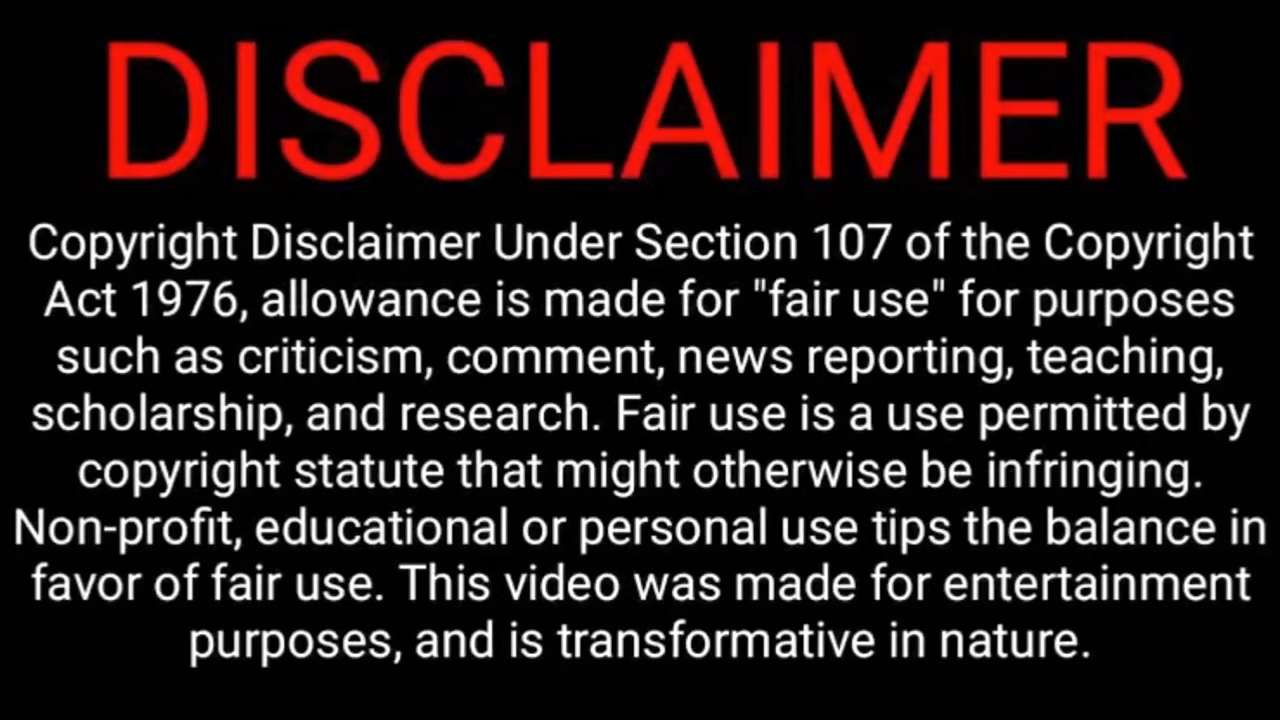 DISCLAIMER
Copyright Disclaimer Under Section 107 of the Copyright
Act 1976, allowance is made for "fair use" for purposes
such as criticism, comment, news reporting, teaching,
scholarship, and research. Fair use is a use permitted by
copyright statute that might otherwise be infringing.
Non-profit, educational or personal use tips the balance in
favor of fair use. This video was made for entertainment
purposes, and is transformative in nature.